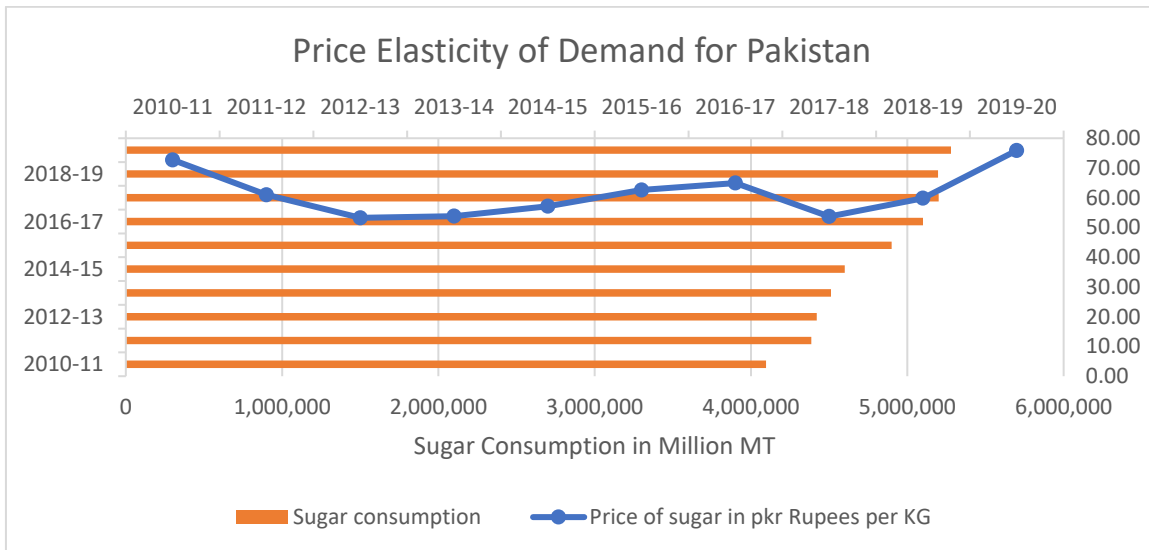 Price Elasticity of Demand for Pakistan
2010-11 2011-12 2012-13 2013-14 2014-15 2015-16 2016-17 2017-18 2018-19 2019-20
80.00
2018-19 70.00
60.00
2016-17 50.00
40.00
2014-15 30.00
2012-13 20.00
10.00
2010-11 0.00
0 1,000,000 2,000,000 3,000,000 4,000,000 5,000,000 6,000,000
Sugar Consumption in Million MT
Sugar consumption Price of sugar in pkr Rupees per KG